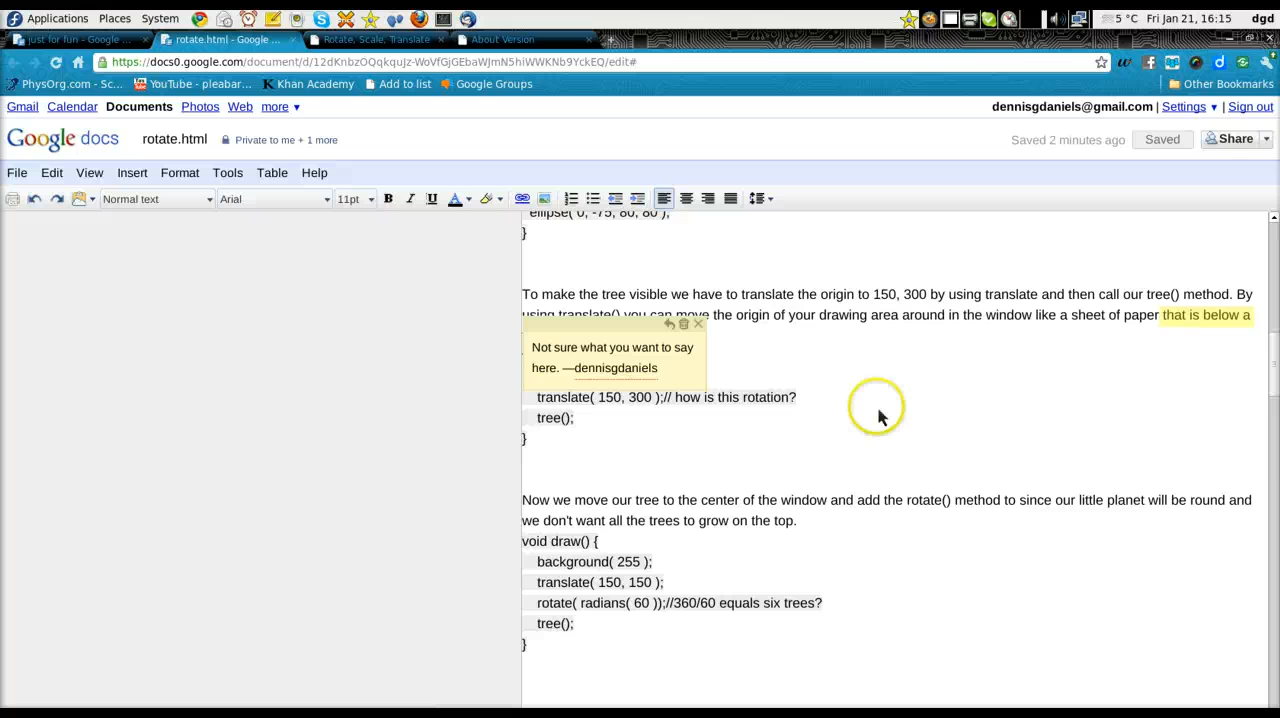 Applications Places System 5 °C Fri Jan 21, 16:15 dgd
just for fun - Google ... rotate.html - Google ... Rotate, Scale, Translate About Version
https://docs0.google.com/document/d/12dKnbzOQqkquJz-WoVfGjGEbaWJmN5hiWWKNb9YckEQ/edit#
PhysOrg.com - Sc... YouTube - pleabar... Khan Academy Add to list Google Groups Other Bookmarks
Gmail Calendar Documents Photos Web more dennisgdaniels@gmail.com | Settings | Sign out
Google docs rotate.html Private to me + 1 more Saved 2 minutes ago Saved Share
File Edit View Insert Format Tools Table Help
Normal text Arial 11pt B I U A
ellipse( 0, -75, 80, 80 );
}
To make the tree visible we have to translate the origin to 150, 300 by using translate and then call our tree() method. By
using translate() you can move the origin of your drawing area around in the window like a sheet of paper that is below a
Not sure what you want to say
here. —dennisgdaniels
translate( 150, 300 );// how is this rotation?
tree();
}
Now we move our tree to the center of the window and add the rotate() method to since our little planet will be round and
we don't want all the trees to grow on the top.
void draw() {
background( 255 );
translate( 150, 150 );
rotate( radians( 60 ));//360/60 equals six trees?
tree();
}